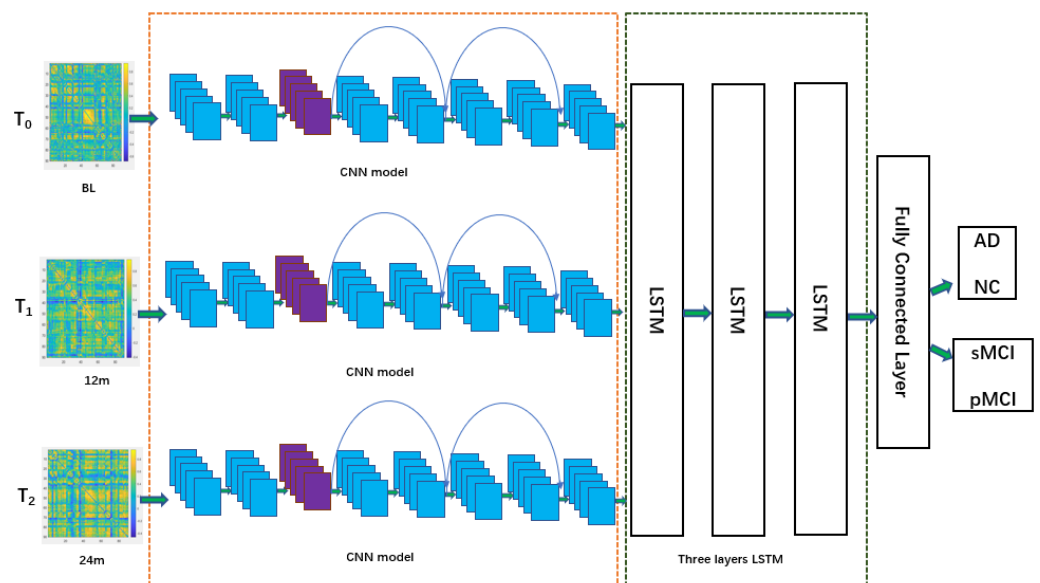 T0
BL
CNN model
T1
12m
CNN model
T2
24m
CNN model
LSTM
LSTM
LSTM
Three layers LSTM
Fully Connected Layer
AD
NC
sMCI
pMCI